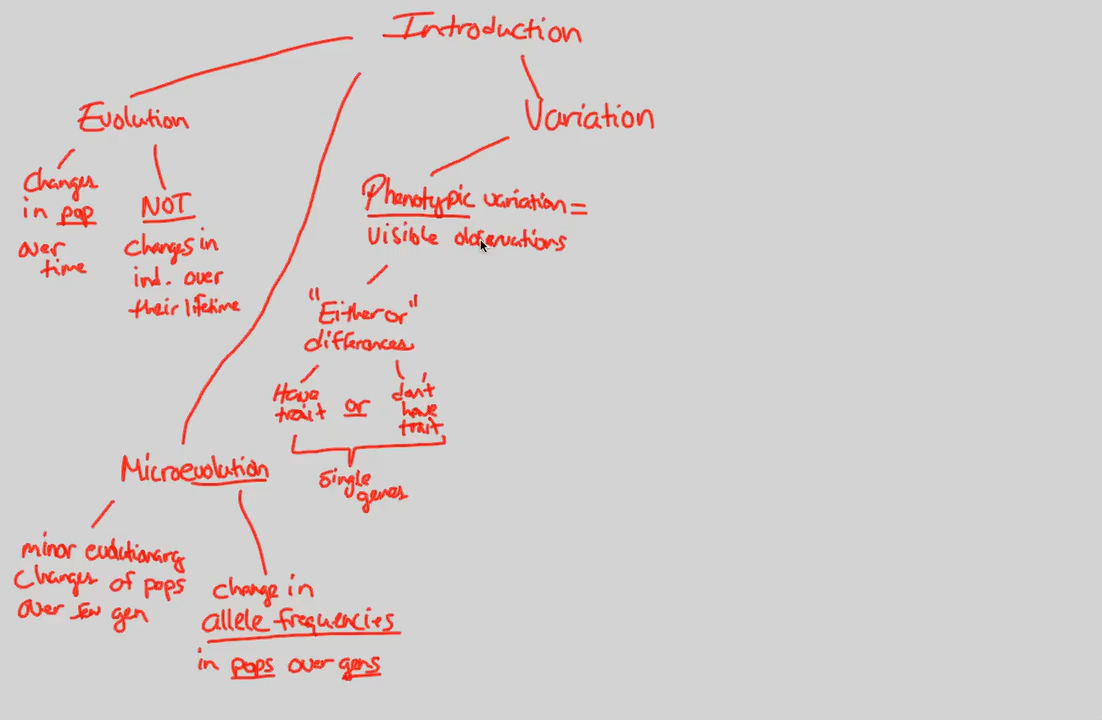 Introduction
Evolution
Changes
in pop
over
time
NOT
changes in
ind. over
their lifetime
Variation
Phenotypic variation =
visible observations
"Either or"
differences
Have
trait
or
don't
have
trait
single
genes
Microevolution
minor evolutionary
changes of pops
over few gen
change in
allele frequencies
in pops over gens